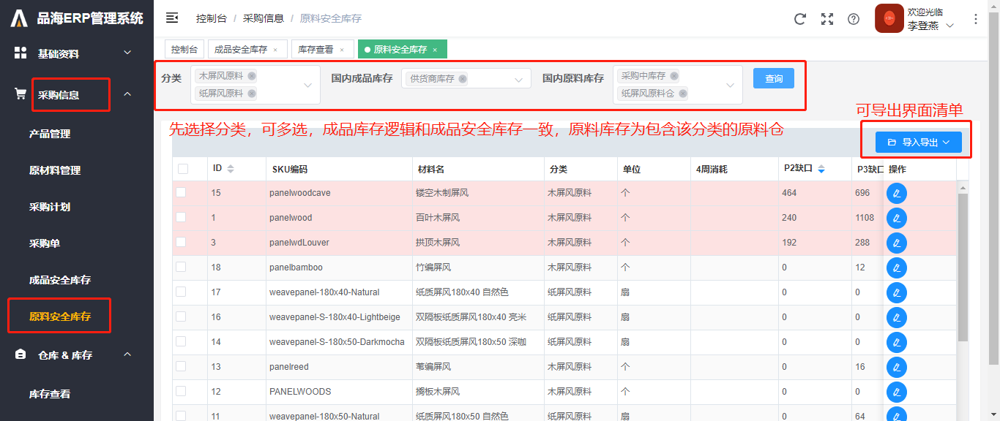 品海ERP管理系统
控制台 / 采购信息 / 原料安全库存
欢迎光临
李登燕
控制台 成品安全库存 × 库存查看 × 原料安全库存 ×
基础资料
采购信息
产品管理
原材料管理
采购计划
采购单
成品安全库存
原料安全库存
仓库 & 库存
库存查看
分类 木屏风原料 纸屏风原料
国内成品库存 供货商库存
国内原料库存 采购中库存 纸屏风原料仓
查询
可导出界面清单
先选择分类，可多选，成品库存逻辑和成品安全库存一致，原料库存为包含该分类的原料仓
导入导出
ID SKU编码 材料名 分类 单位 4周消耗 P2缺口 P3缺口 操作
15 panelwoodcave 镂空木制屏风 木屏风原料 个 464 696
1 panelwood 百叶木屏风 木屏风原料 个 240 1108
3 panelwdLouver 拱顶木屏风 木屏风原料 个 192 288
18 panelbamboo 竹编屏风 木屏风原料 个 0 12
17 weavepanel-180x40-Natural 纸质屏风180x40 自然色 纸屏风原料 扇 0 0
16 weavepanel-S-180x40-Lightbeige 双隔板纸质屏风180x40 亮米 纸屏风原料 扇 0 0
14 weavepanel-S-180x50-Darkmocha 双隔板纸质屏风180x50 深咖 纸屏风原料 扇 0 0
13 panelreed 苇编屏风 木屏风原料 个 0 16
12 PANELWOODS 搁板木屏风 木屏风原料 个 0 0
11 weavepanel-180x50-Natural 纸质屏风180x50 自然色 纸屏风原料 扇 0 64